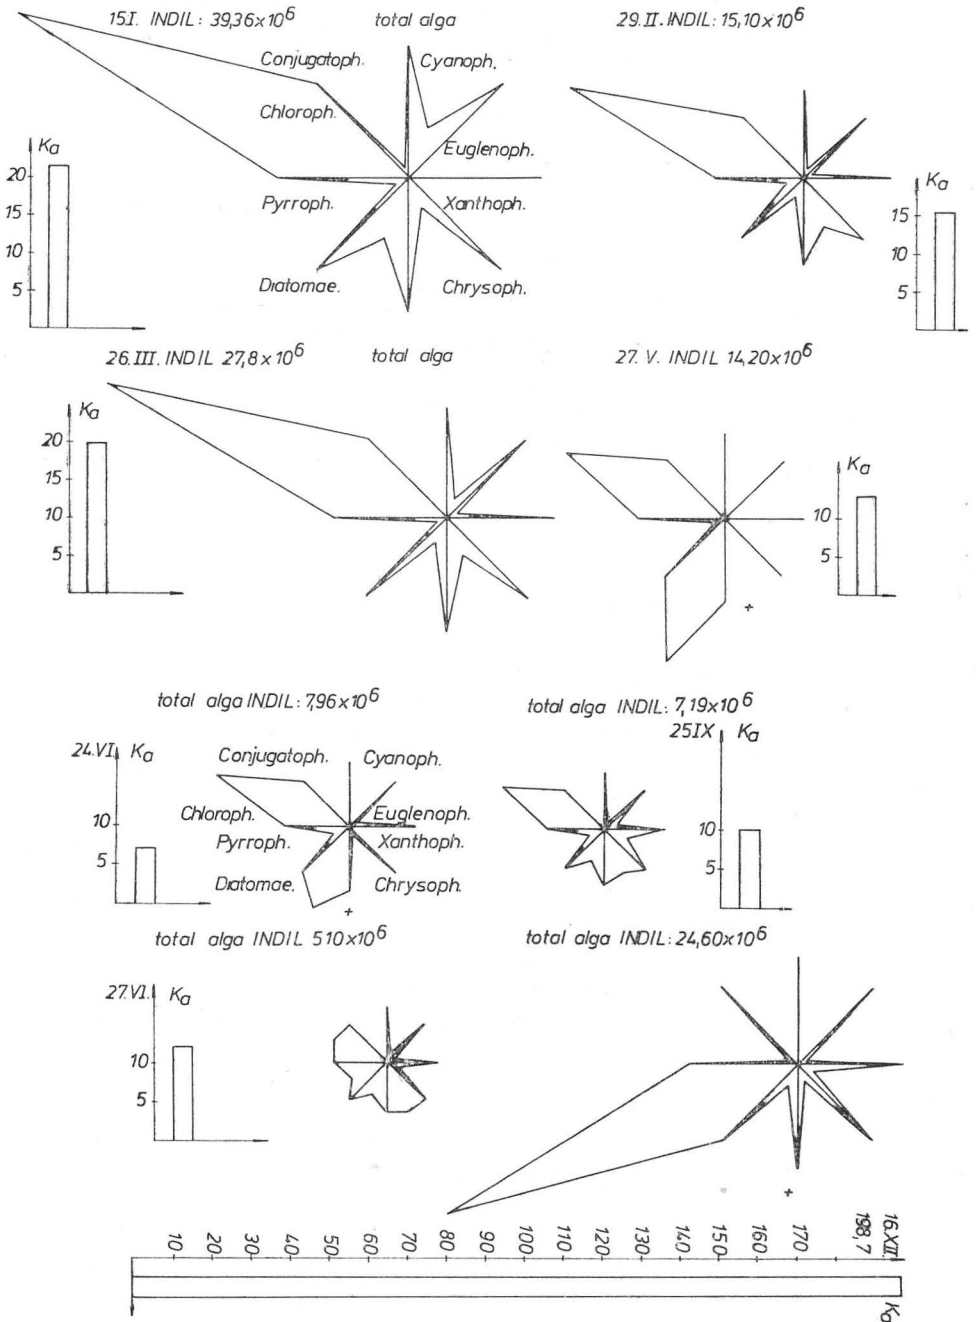 15.I. INDIL: 39,36×10⁶ total alga
Conjugatoph. Cyanoph.
Chloroph. Euglenoph.
Pyrroph. Xanthoph.
Diatomae. Chrysoph.
Ka
20
15
10
5
29.II. INDIL: 15,10×10⁶
Ka
15
10
5
26.III. INDIL 27,8×10⁶ total alga
Ka
20
15
10
5
27. V. INDIL 14,20×10⁶
Ka
10
5
+
total alga INDIL: 7,96×10⁶
24.VI. Ka
10
5
Conjugatoph. Cyanoph.
Chloroph. Euglenoph.
Pyrroph. Xanthoph.
Diatomae. Chrysoph.
+
total alga INDIL: 7,19×10⁶
25IX Ka
10
5
total alga INDIL 510×10⁶
27.VI. Ka
10
5
total alga INDIL: 24,60×10⁶
+
10 20 30 40 50 60 70 80 90 100 110 120 130 140 150 160 170 198,7 16.XII.
Ka